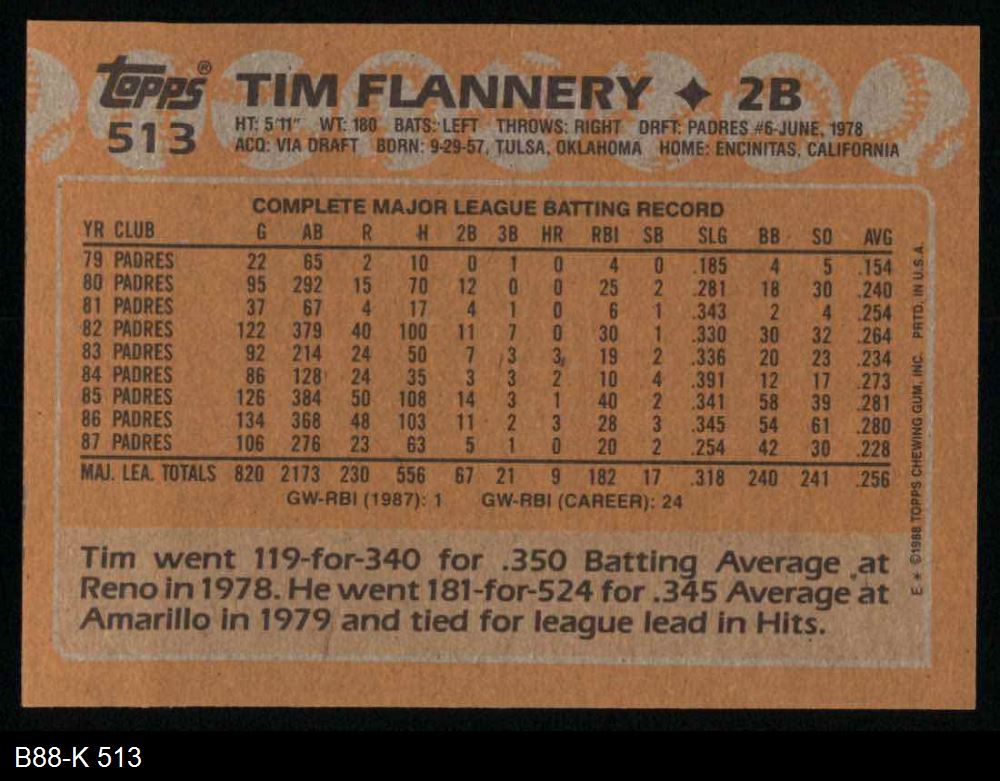 topps® TIM FLANNERY ✦ 2B
513 HT: 5'11" WT: 180 BATS: LEFT THROWS: RIGHT DRFT: PADRES #6-JUNE, 1978
ACQ: VIA DRAFT BORN: 9-29-57, TULSA, OKLAHOMA HOME: ENCINITAS, CALIFORNIA
COMPLETE MAJOR LEAGUE BATTING RECORD
YR CLUB G AB R H 2B 3B HR RBI SB SLG BB SO AVG
79 PADRES 22 65 2 10 0 1 0 4 0 .185 4 5 .154
80 PADRES 95 292 15 70 12 0 0 25 2 .281 18 30 .240
81 PADRES 37 67 4 17 4 1 0 6 1 .343 2 4 .254
82 PADRES 122 379 40 100 11 7 0 30 1 .330 30 32 .264
83 PADRES 92 214 24 50 7 3 3 19 2 .336 20 23 .234
84 PADRES 86 128 24 35 3 3 2 10 4 .391 12 17 .273
85 PADRES 126 384 50 108 14 3 1 40 2 .341 58 39 .281
86 PADRES 134 368 48 103 11 2 3 28 3 .345 54 61 .280
87 PADRES 106 276 23 63 5 1 0 20 2 .254 42 30 .228
MAJ. LEA. TOTALS 820 2173 230 556 67 21 9 182 17 .318 240 241 .256
GW-RBI (1987): 1 GW-RBI (CAREER): 24
Tim went 119-for-340 for .350 Batting Average at
Reno in 1978. He went 181-for-524 for .345 Average at
Amarillo in 1979 and tied for league lead in Hits.
E* ©1988 TOPPS CHEWING GUM, INC. PRTD. IN U.S.A.
B88-K 513